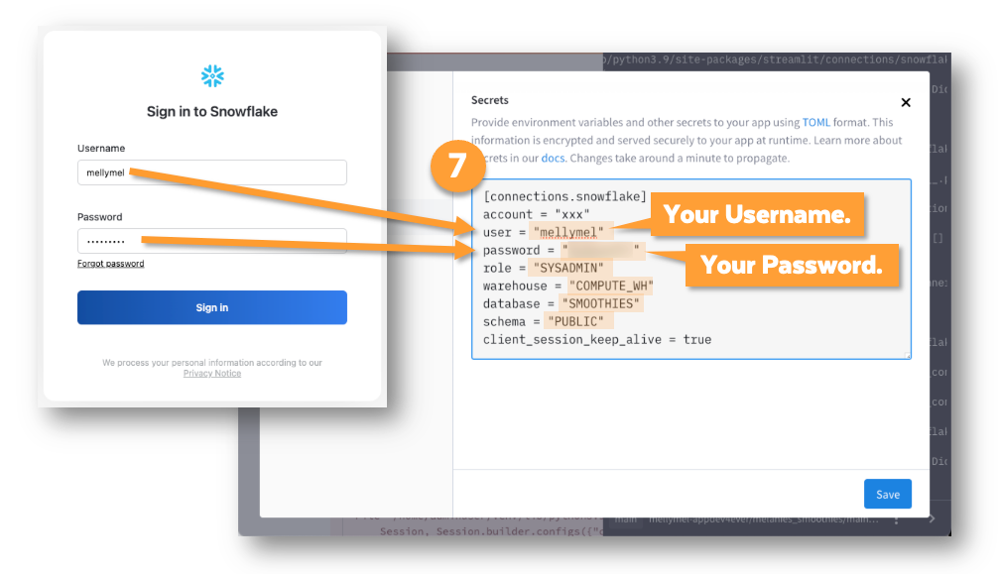 Sign in to Snowflake
Username
mellymel
Password
.........
Forgot password
Sign in
We process your personal information according to our
Privacy Notice
/python3.9/site-packages/streamlit/connections/snowfla
Secrets
Provide environment variables and other secrets to your app using TOML format. This
information is encrypted and served securely to your app at runtime. Learn more about
secrets in our docs. Changes take around a minute to propagate.
7
[connections.snowflake]
account = "xxx"
user = "mellymel"
Your Username.
password = " "
Your Password.
role = "SYSADMIN"
warehouse = "COMPUTE_WH"
database = "SMOOTHIES"
schema = "PUBLIC"
client_session_keep_alive = true
Save
main mellymel-appdev4ever/melanies_smoothies/main...
Session, Session.builder.configs({"c